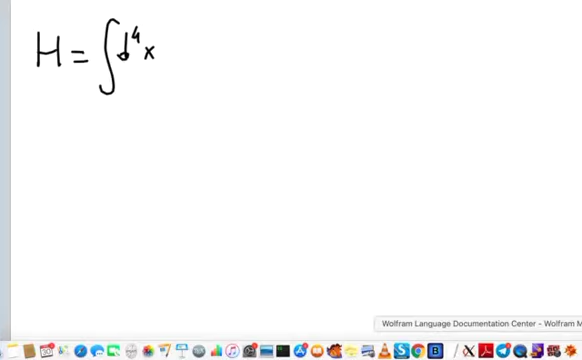 H = ∫d⁴x
Wolfram Language Documentation Center - Wolfram M